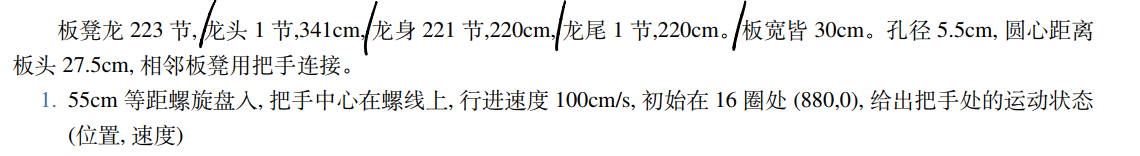 板凳龙 223 节, 龙头 1 节,341cm, 龙身 221 节,220cm, 龙尾 1 节,220cm。板宽皆 30cm。孔径 5.5cm, 圆心距离
板头 27.5cm, 相邻板凳用把手连接。
1. 55cm 等距螺旋盘入, 把手中心在螺线上, 行进速度 100cm/s, 初始在 16 圈处 (880,0), 给出把手处的运动状态
(位置, 速度)